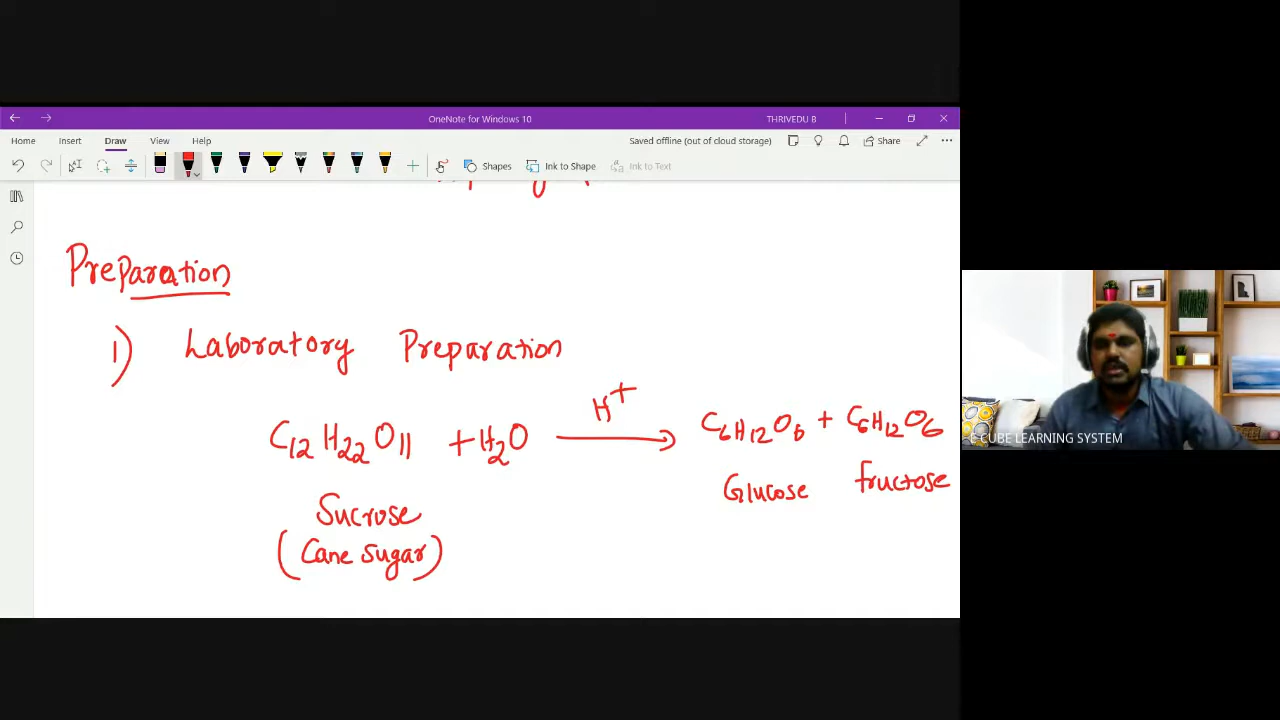 OneNote for Windows 10
THRIVEDU B
Home Insert Draw View Help
Saved offline (out of cloud storage)
Share
Shapes Ink to Shape Ink to Text
Preparation
1) Laboratory Preparation
C12H22O11 + H2O H+ C6H12O6 + C6H12O6
Glucose fructose
Sucrose
(Cane sugar)
C CUBE LEARNING SYSTEM